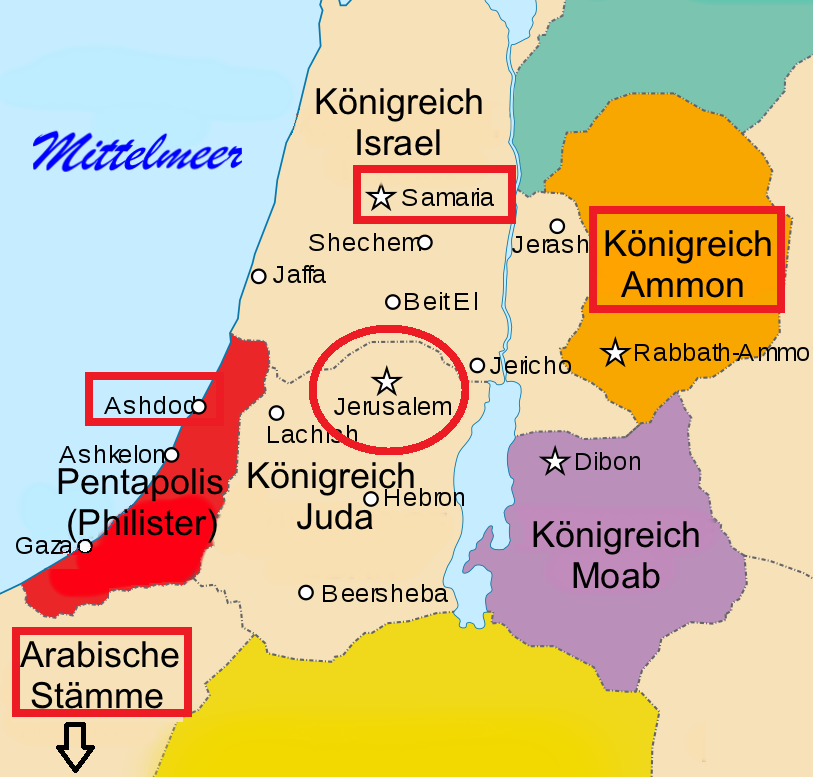 Königreich
Israel
Mittelmeer
Samaria
Shechem
Jerash
Königreich
Ammon
Jaffa
Beit El
Rabbath-Ammo
Jericho
Ashdod
Jerusalem
Lachish
Ashkelon
Dibon
Pentapolis
(Philister)
Königreich
Juda
Hebron
Gaza
Königreich
Moab
Beersheba
Arabische
Stämme